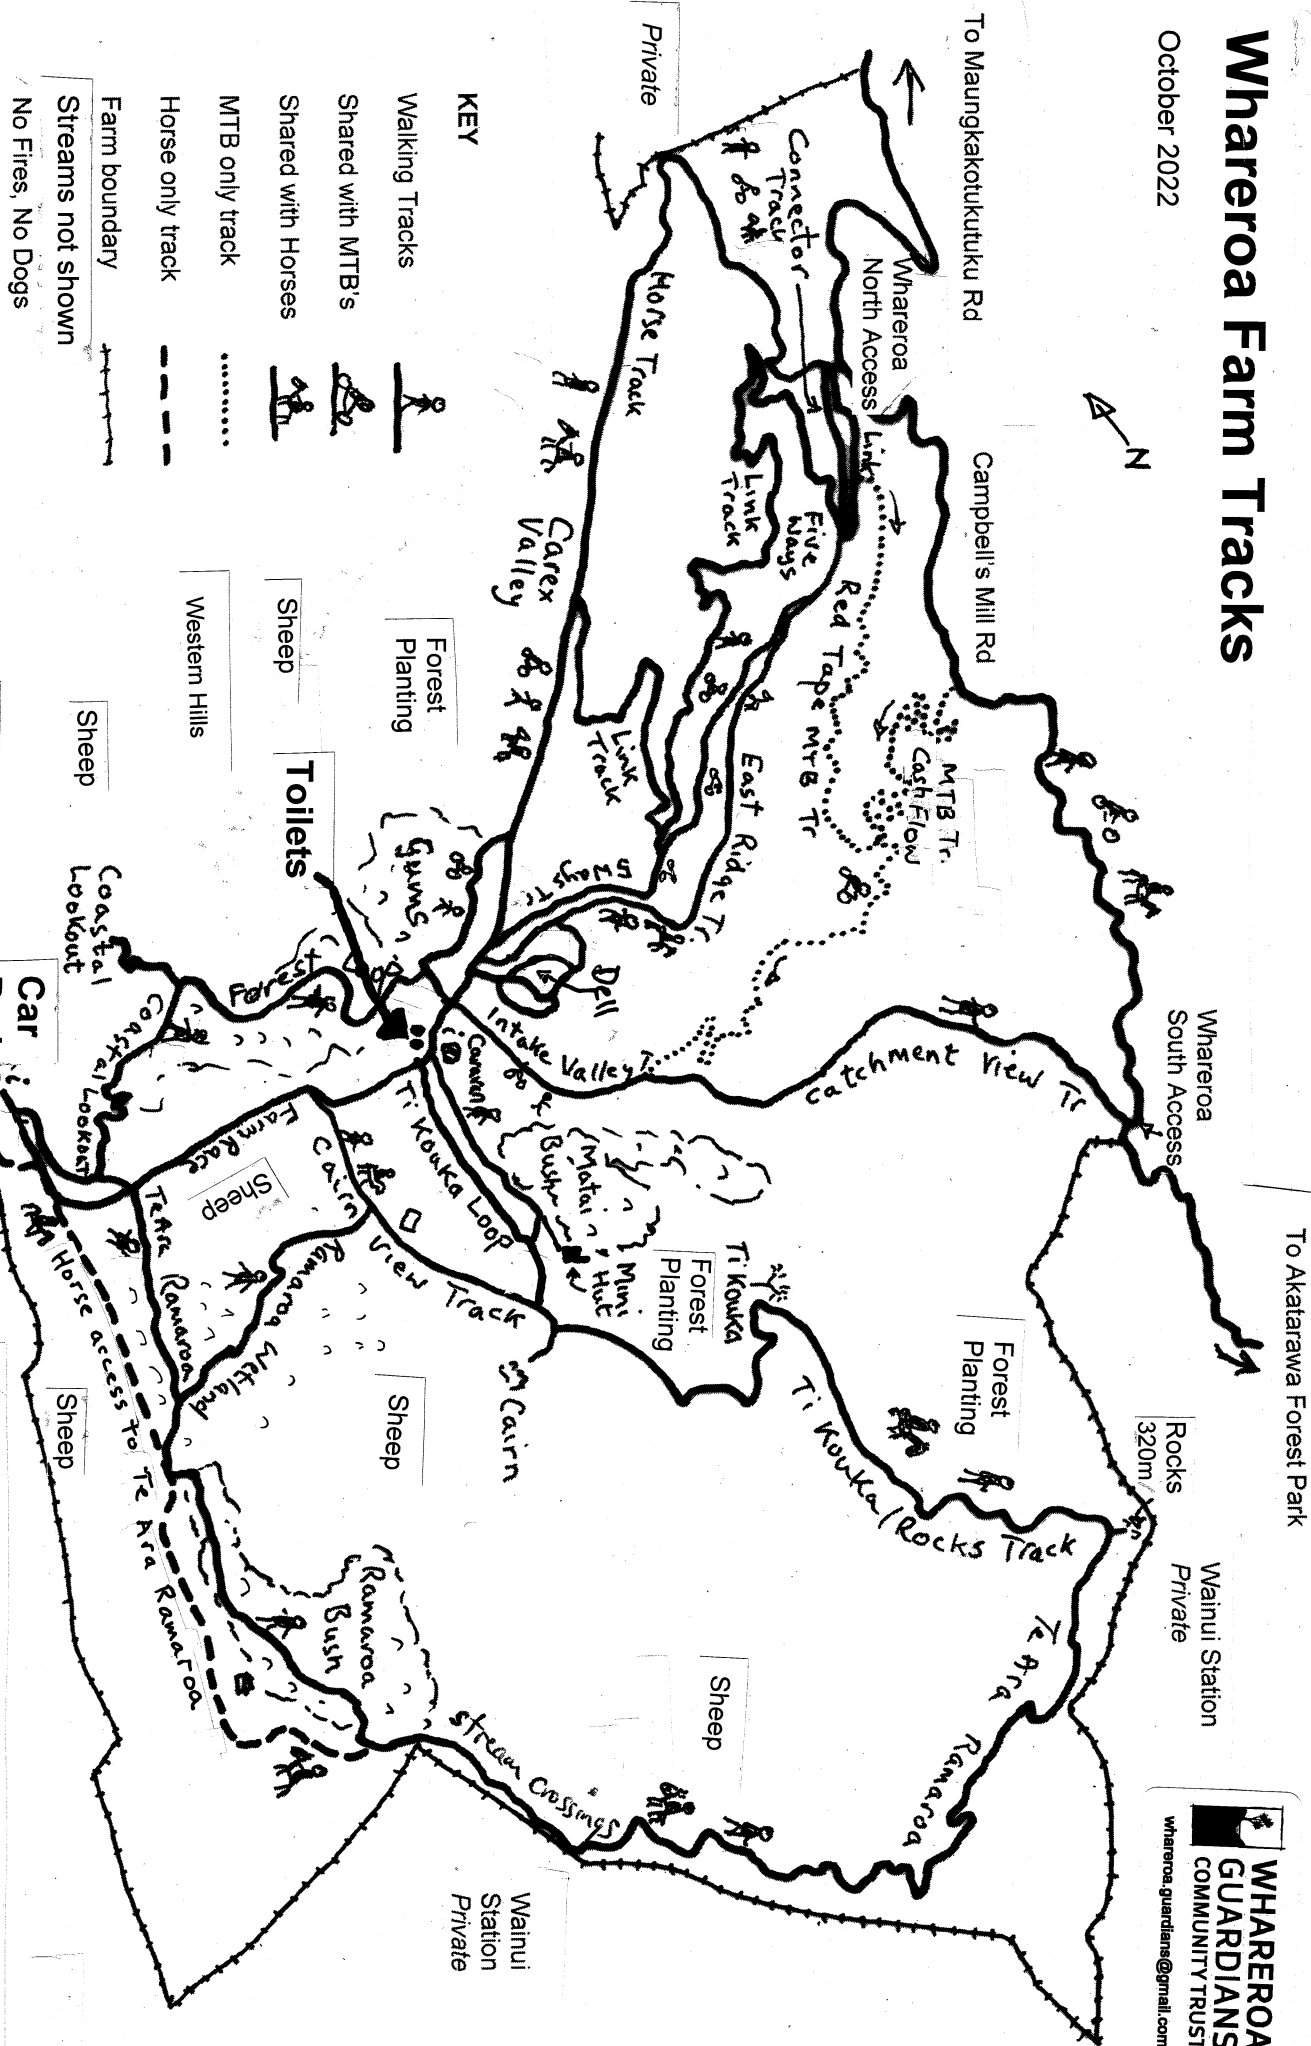 Whareroa Farm Tracks
October 2022
WHAREROA
GUARDIANS
COMMUNITY TRUST
whareroa.guardians@gmail.com
To Maungkakotukutuku Rd
Campbell's Mill Rd
To Akatarawa Forest Park
N
Whareroa
North Access
Whareroa
South Access
Rocks
320m
Wainui Station
Private
Private
Connector
Track
Link
Red Tape MTB Tr
MTB Tr.
Cash Flow
Five
Ways
Link
Track
Horse Track
East Ridge Tr.
5 Ways Tr
Link
Track
Carex
Valley
Catchment View Tr
Intake Valley Tr
Dell
Caravan
Gums
Forest
Planting
Ti Kouka
Forest
Planting
Ti Kouka/Rocks Track
Te Ara Ramaroa
Matai
Bush
Mini
Hut
Ti Kouka Loop
Cairn View Track
Cairn
Sheep
stream crossings
Wainui
Station
Private
Forest
Planting
Sheep
Western Hills
Sheep
Toilets
Coastal
Lookout
Forest
Coastal Lookout
Farm Race
Sheep
Ramaroa Wetland
Te Ara Ramaroa
Sheep
Ramaroa
Bush
Horse access to Te Ara Ramaroa
Sheep
Car
KEY
Walking Tracks
Shared with MTB's
Shared with Horses
MTB only track
Horse only track
Farm boundary
Streams not shown
No Fires, No Dogs